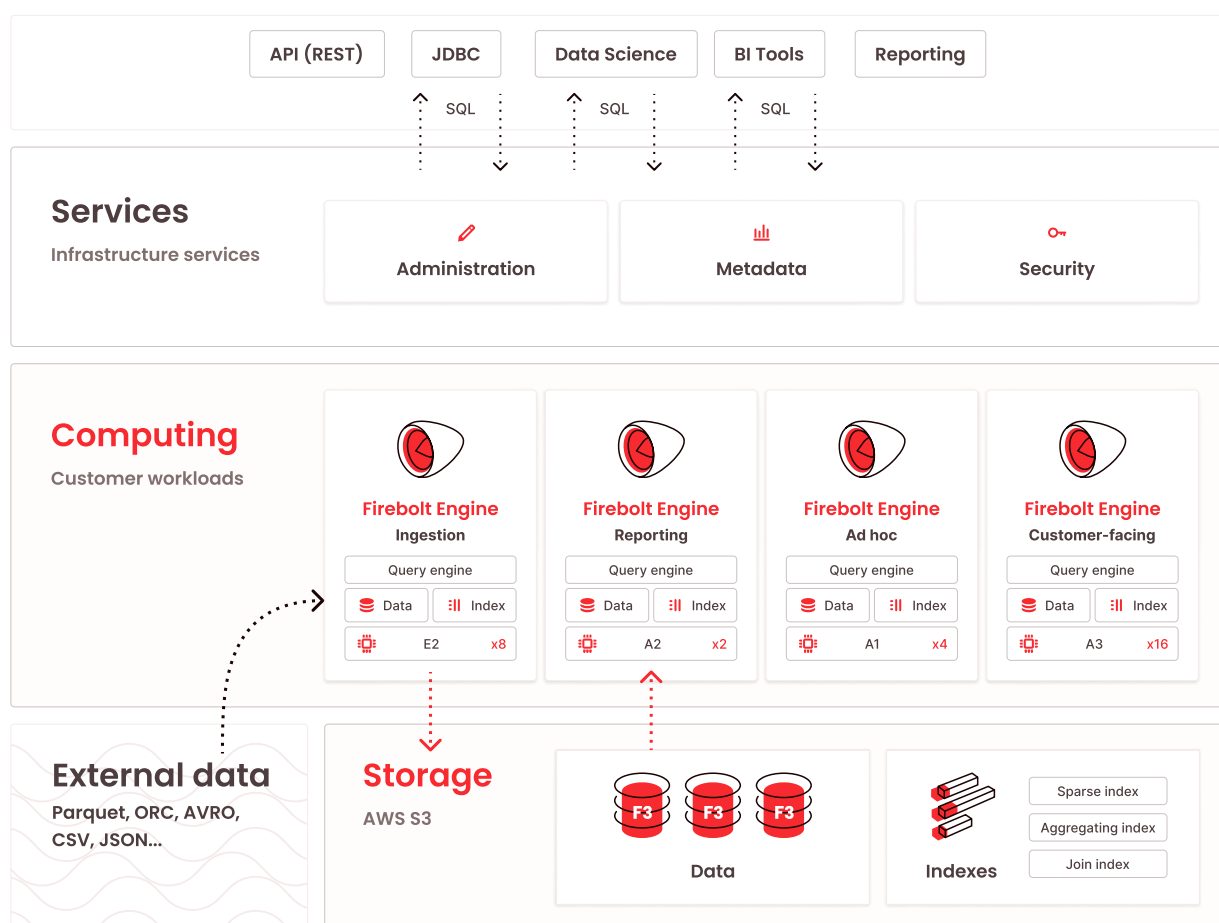 API (REST)
JDBC
Data Science
BI Tools
Reporting
SQL
SQL
SQL
Services
Infrastructure services
Administration
Metadata
Security
Computing
Customer workloads
Firebolt Engine
Ingestion
Query engine
Data
Index
E2
x8
Firebolt Engine
Reporting
Query engine
Data
Index
A2
x2
Firebolt Engine
Ad hoc
Query engine
Data
Index
A1
x4
Firebolt Engine
Customer-facing
Query engine
Data
Index
A3
x16
External data
Parquet, ORC, AVRO,
CSV, JSON...
Storage
AWS S3
F3
F3
F3
Data
Indexes
Sparse index
Aggregating index
Join index